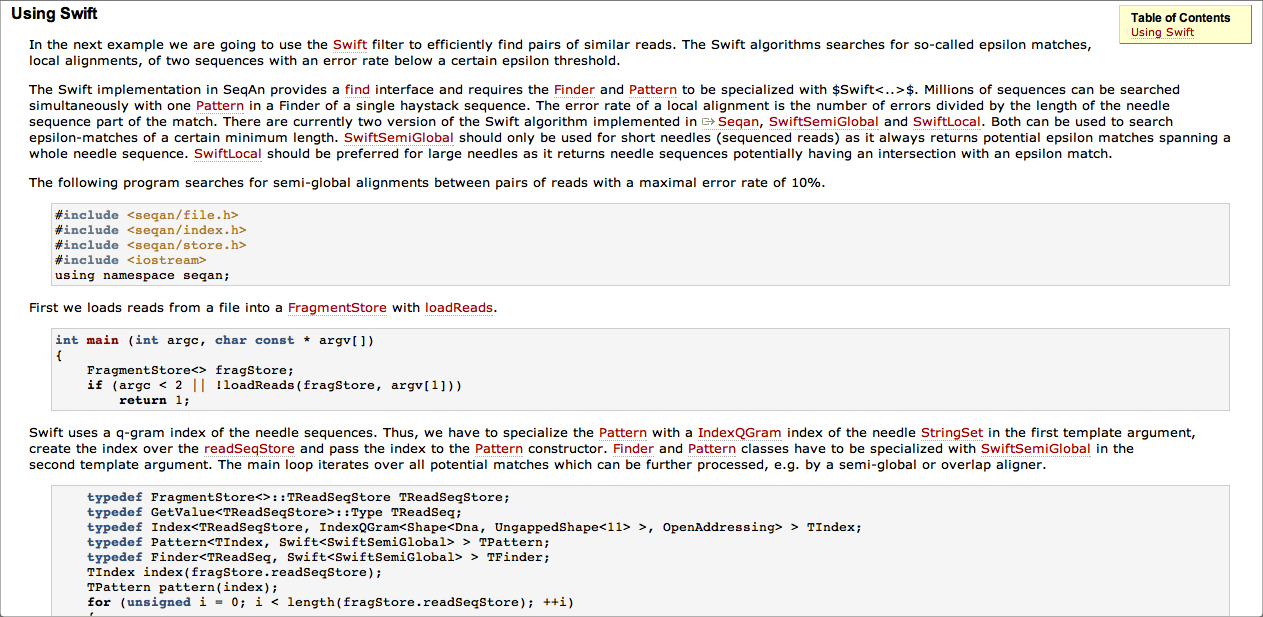 Using Swift
Table of Contents
Using Swift
In the next example we are going to use the Swift filter to efficiently find pairs of similar reads. The Swift algorithms searches for so-called epsilon matches,
local alignments, of two sequences with an error rate below a certain epsilon threshold.
The Swift implementation in SeqAn provides a find interface and requires the Finder and Pattern to be specialized with $Swift<..>$. Millions of sequences can be searched
simultaneously with one Pattern in a Finder of a single haystack sequence. The error rate of a local alignment is the number of errors divided by the length of the needle
sequence part of the match. There are currently two version of the Swift algorithm implemented in Seqan, SwiftSemiGlobal and SwiftLocal. Both can be used to search
epsilon-matches of a certain minimum length. SwiftSemiGlobal should only be used for short needles (sequenced reads) as it always returns potential epsilon matches spanning a
whole needle sequence. SwiftLocal should be preferred for large needles as it returns needle sequences potentially having an intersection with an epsilon match.
The following program searches for semi-global alignments between pairs of reads with a maximal error rate of 10%.
#include <seqan/file.h>
#include <seqan/index.h>
#include <seqan/store.h>
#include <iostream>
using namespace seqan;
First we loads reads from a file into a FragmentStore with loadReads.
int main (int argc, char const * argv[])
{
    FragmentStore<> fragStore;
    if (argc < 2 || !loadReads(fragStore, argv[1]))
        return 1;
Swift uses a q-gram index of the needle sequences. Thus, we have to specialize the Pattern with a IndexQGram index of the needle StringSet in the first template argument,
create the index over the readSeqStore and pass the index to the Pattern constructor. Finder and Pattern classes have to be specialized with SwiftSemiGlobal in the
second template argument. The main loop iterates over all potential matches which can be further processed, e.g. by a semi-global or overlap aligner.
    typedef FragmentStore<>::TReadSeqStore TReadSeqStore;
    typedef GetValue<TReadSeqStore>::Type TReadSeq;
    typedef Index<TReadSeqStore, IndexQGram<Shape<Dna, UngappedShape<11> >, OpenAddressing> > TIndex;
    typedef Pattern<TIndex, Swift<SwiftSemiGlobal> > TPattern;
    typedef Finder<TReadSeq, Swift<SwiftSemiGlobal> > TFinder;
    TIndex index(fragStore.readSeqStore);
    TPattern pattern(index);
    for (unsigned i = 0; i < length(fragStore.readSeqStore); ++i)